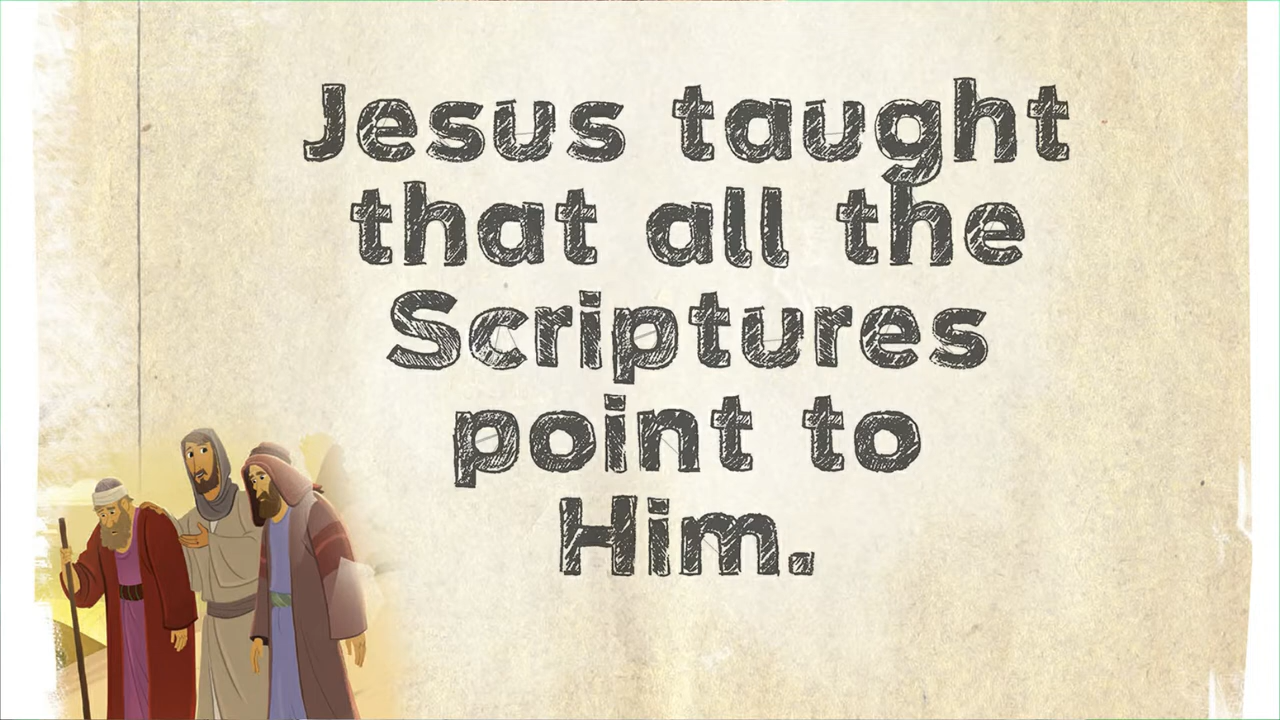 Jesus taught
that all the
Scriptures
point to
Him.